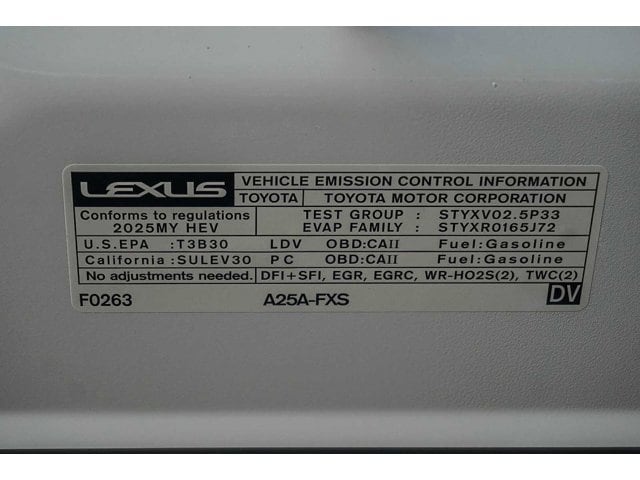 LEXUS VEHICLE EMISSION CONTROL INFORMATION
TOYOTA TOYOTA MOTOR CORPORATION
Conforms to regulations TEST GROUP : STYXV02.5P33
2025MY HEV EVAP FAMILY : STYXR0165J72
U.S.EPA :T3B30 LDV OBD:CAII Fuel:Gasoline
California :SULEV30 PC OBD:CAII Fuel:Gasoline
No adjustments needed. DFI+SFI, EGR, EGRC, WR-HO2S(2), TWC(2)
F0263 A25A-FXS DV